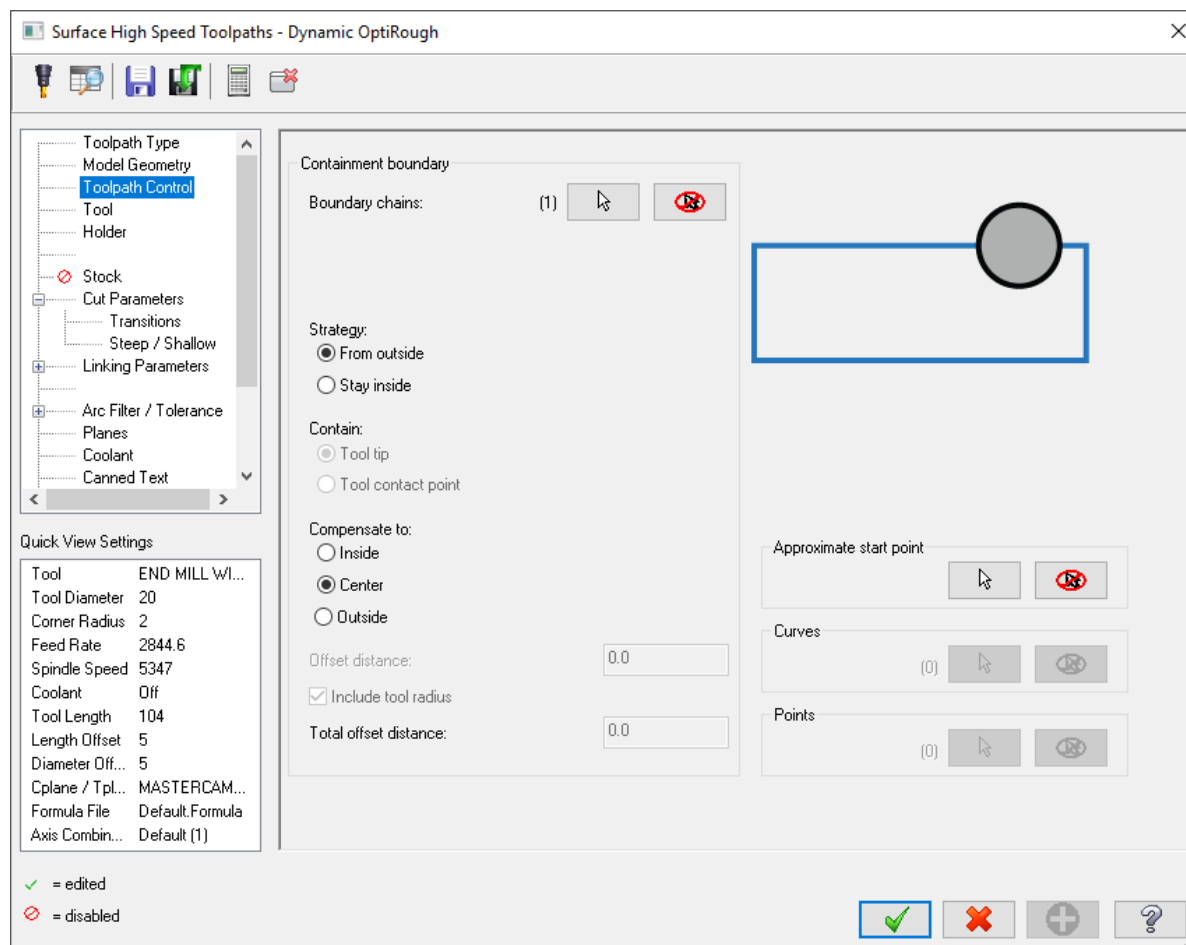 Surface High Speed Toolpaths - Dynamic OptiRough
Toolpath Type
Model Geometry
Toolpath Control
Tool
Holder
Stock
Cut Parameters
Transitions
Steep / Shallow
Linking Parameters
Arc Filter / Tolerance
Planes
Coolant
Canned Text
Quick View Settings
Tool END MILL WI...
Tool Diameter 20
Corner Radius 2
Feed Rate 2844.6
Spindle Speed 5347
Coolant Off
Tool Length 104
Length Offset 5
Diameter Off... 5
Cplane / Tpl... MASTERCAM...
Formula File Default.Formula
Axis Combin... Default (1)
= edited
= disabled
Containment boundary
Boundary chains: (1)
Strategy:
From outside
Stay inside
Contain:
Tool tip
Tool contact point
Compensate to:
Inside
Center
Outside
Offset distance: 0.0
Include tool radius
Total offset distance: 0.0
Approximate start point
Curves
(0)
Points
(0)